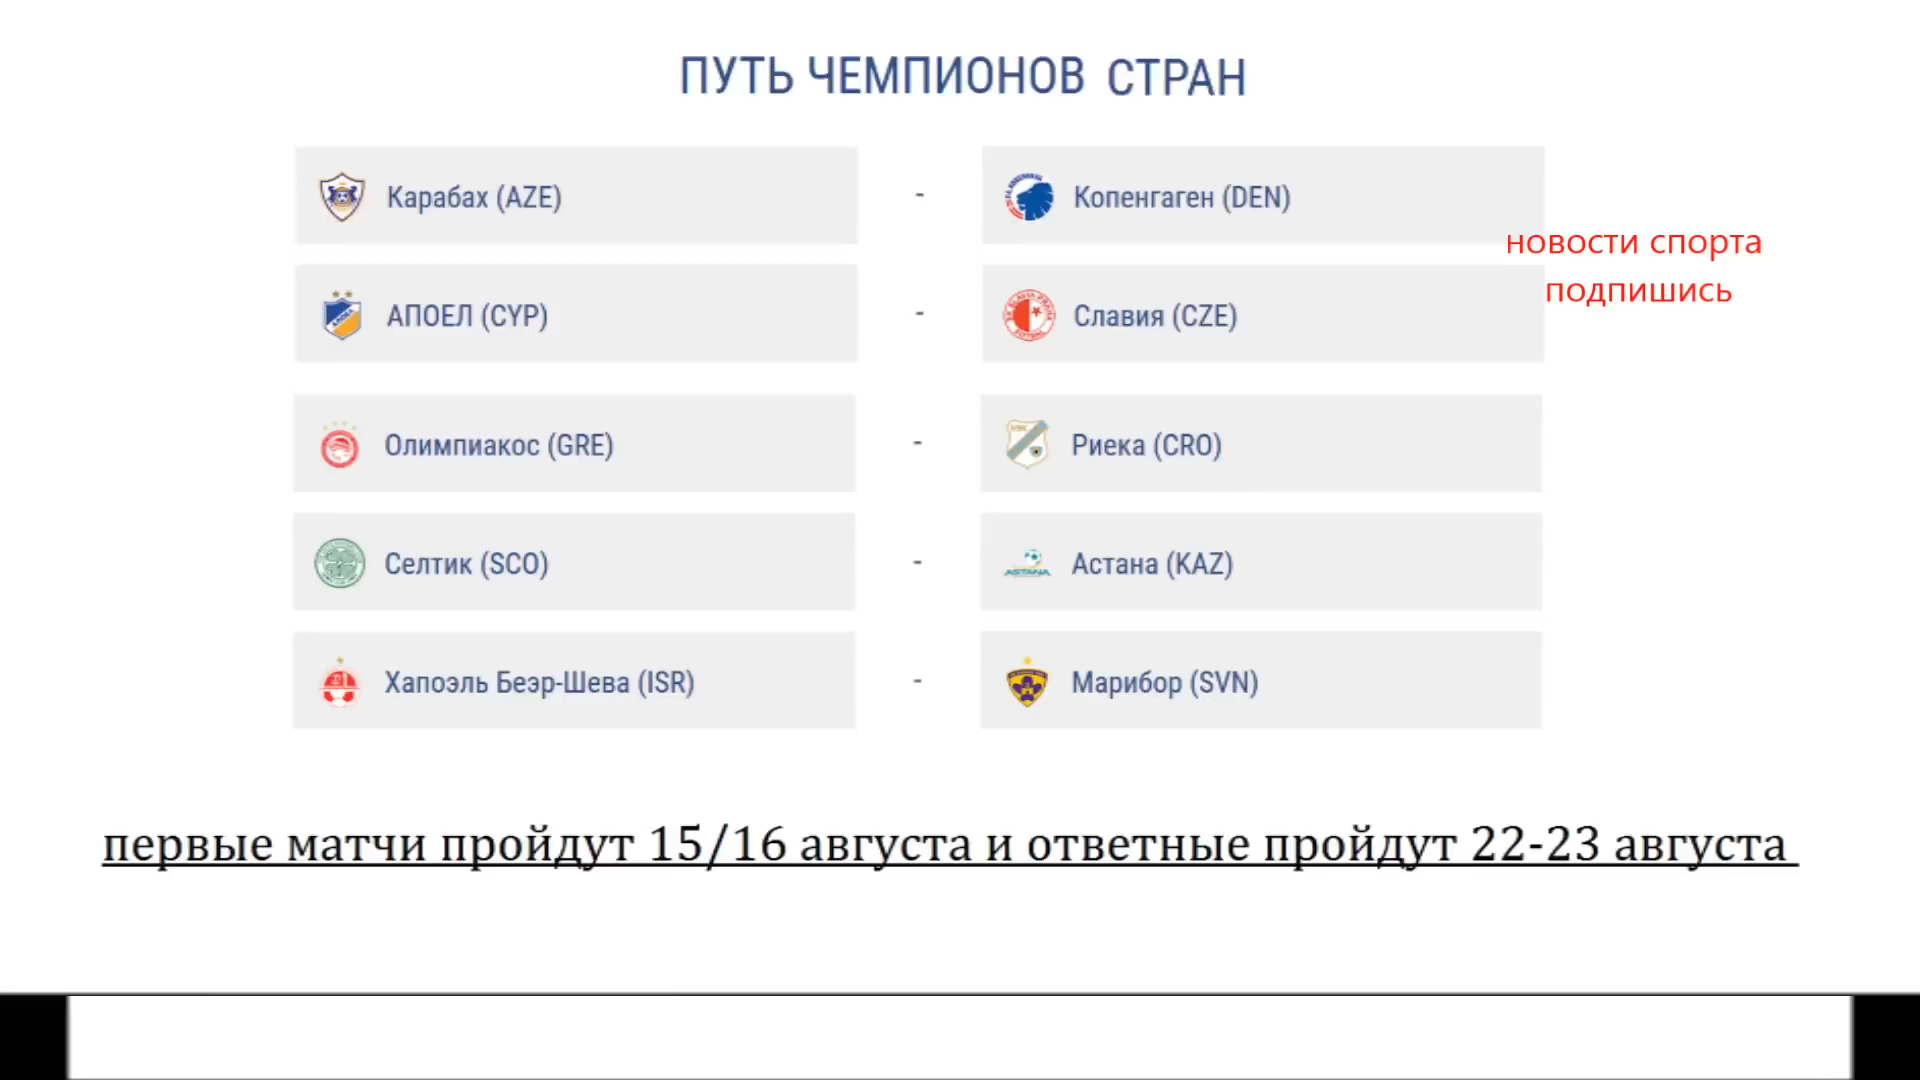 ПУТЬ ЧЕМПИОНОВ СТРАН
Карабах (AZE) - Копенгаген (DEN)
новости спорта
подпишись
АПОЕЛ (CYP) - Славия (CZE)
Олимпиакос (GRE) - Риека (CRO)
Селтик (SCO) - Астана (KAZ)
Хапоэль Беэр-Шева (ISR) - Марибор (SVN)
первые матчи пройдут 15/16 августа и ответные пройдут 22-23 августа